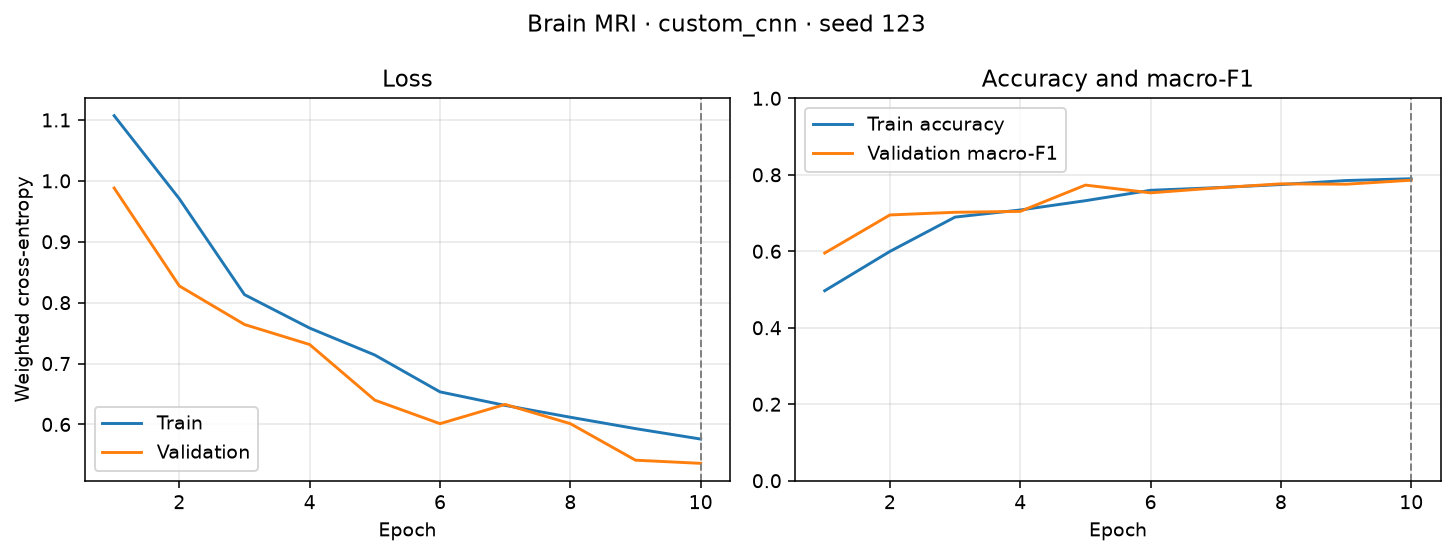 Brain MRI · custom_cnn · seed 123
Loss
Weighted cross-entropy
1.1
1.0
0.9
0.8
0.7
0.6
Train
Validation
2
4
6
8
10
Epoch
Accuracy and macro-F1
1.0
0.8
0.6
0.4
0.2
0.0
Train accuracy
Validation macro-F1
2
4
6
8
10
Epoch